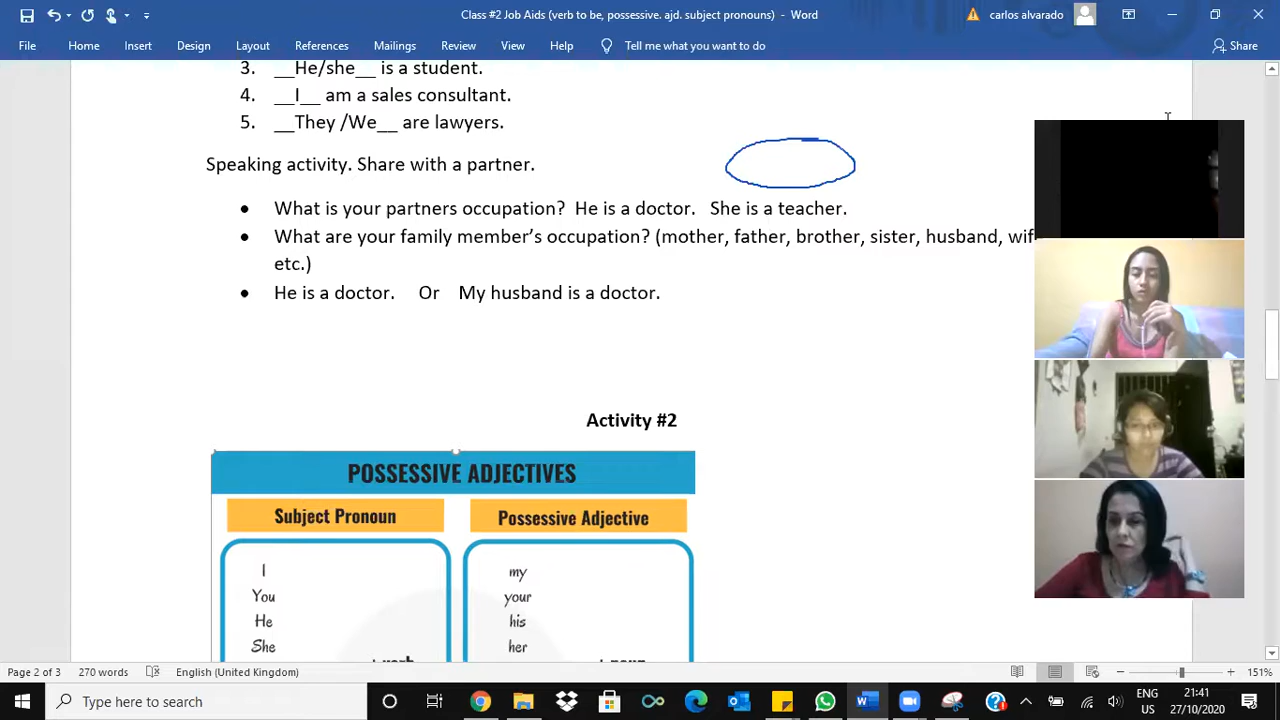 Class #2 Job Aids (verb to be, possessive. ajd. subject pronouns) - Word
carlos alvarado
File Home Insert Design Layout References Mailings Review View Help Tell me what you want to do Share
3. __He/she__ is a student.
4. __I__ am a sales consultant.
5. __They /We__ are lawyers.
Speaking activity. Share with a partner.
• What is your partners occupation? He is a doctor. She is a teacher.
• What are your family member’s occupation? (mother, father, brother, sister, husband,
etc.)
• He is a doctor. Or My husband is a doctor.
Activity #2
POSSESSIVE ADJECTIVES
Subject Pronoun Possessive Adjective
I my
You your
He his
She her
+ verb + noun
Page 2 of 3 270 words English (United Kingdom) 151%
Type here to search
ENG 21:41
US 27/10/2020